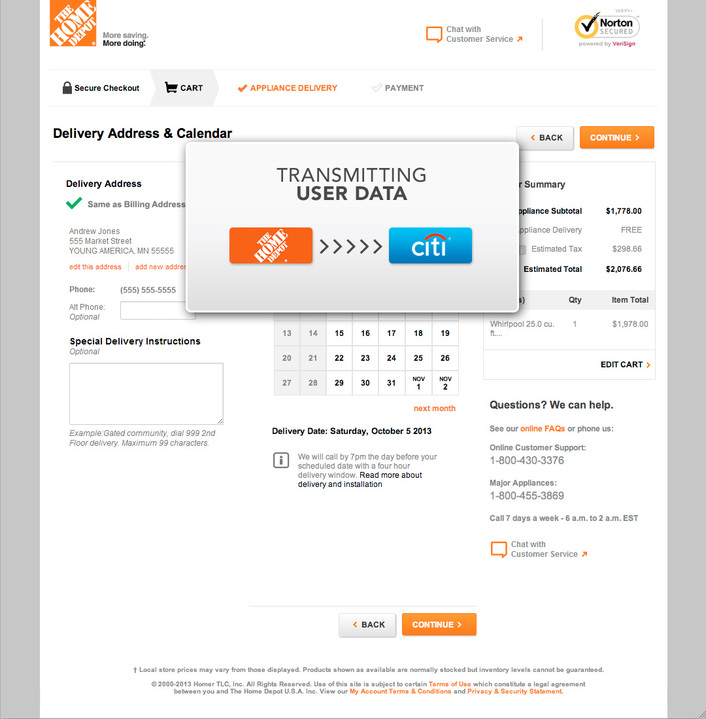 THE HOME DEPOT
More saving.
More doing.
Chat with
Customer Service
Norton
SECURED
powered by VeriSign
Secure Checkout
CART
APPLIANCE DELIVERY
PAYMENT
Delivery Address & Calendar
BACK
CONTINUE
Delivery Address
Same as Billing Address
Andrew Jones
555 Market Street
YOUNG AMERICA, MN 55555
edit this address
add new
Phone: (555) 555-5555
Alt Phone:
Optional
Special Delivery Instructions
Optional
Example:Gated community, dial 999 2nd
Floor delivery. Maximum 99 characters.
TRANSMITTING
USER DATA
THE HOME DEPOT
citi
13 14 15 16 17 18 19
20 21 22 23 24 25 26
27 28 29 30 31 NOV 1 NOV 2
next month
Delivery Date: Saturday, October 5 2013
We will call by 7pm the day before your
scheduled date with a four hour
delivery window. Read more about
delivery and installation
Summary
Subtotal $1,778.00
Delivery FREE
Estimated Tax $298.66
Estimated Total $2,076.66
Qty Item Total
Whirlpool 25.0 cu. 1 $1,978.00
ft....
EDIT CART
Questions? We can help.
See our online FAQs or phone us:
Online Customer Support:
1-800-430-3376
Major Appliances:
1-800-455-3869
Call 7 days a week - 6 a.m. to 2 a.m. EST
Chat with
Customer Service
BACK
CONTINUE
† Local store prices may vary from those displayed. Products shown as available are normally stocked but inventory levels cannot be guaranteed.
© 2000-2013 Homer TLC, Inc. All Rights Reserved. Use of this site is subject to certain Terms of Use which constitute a legal agreement
between you and The Home Depot U.S.A. Inc. View our My Account Terms & Conditions and Privacy & Security Statement.